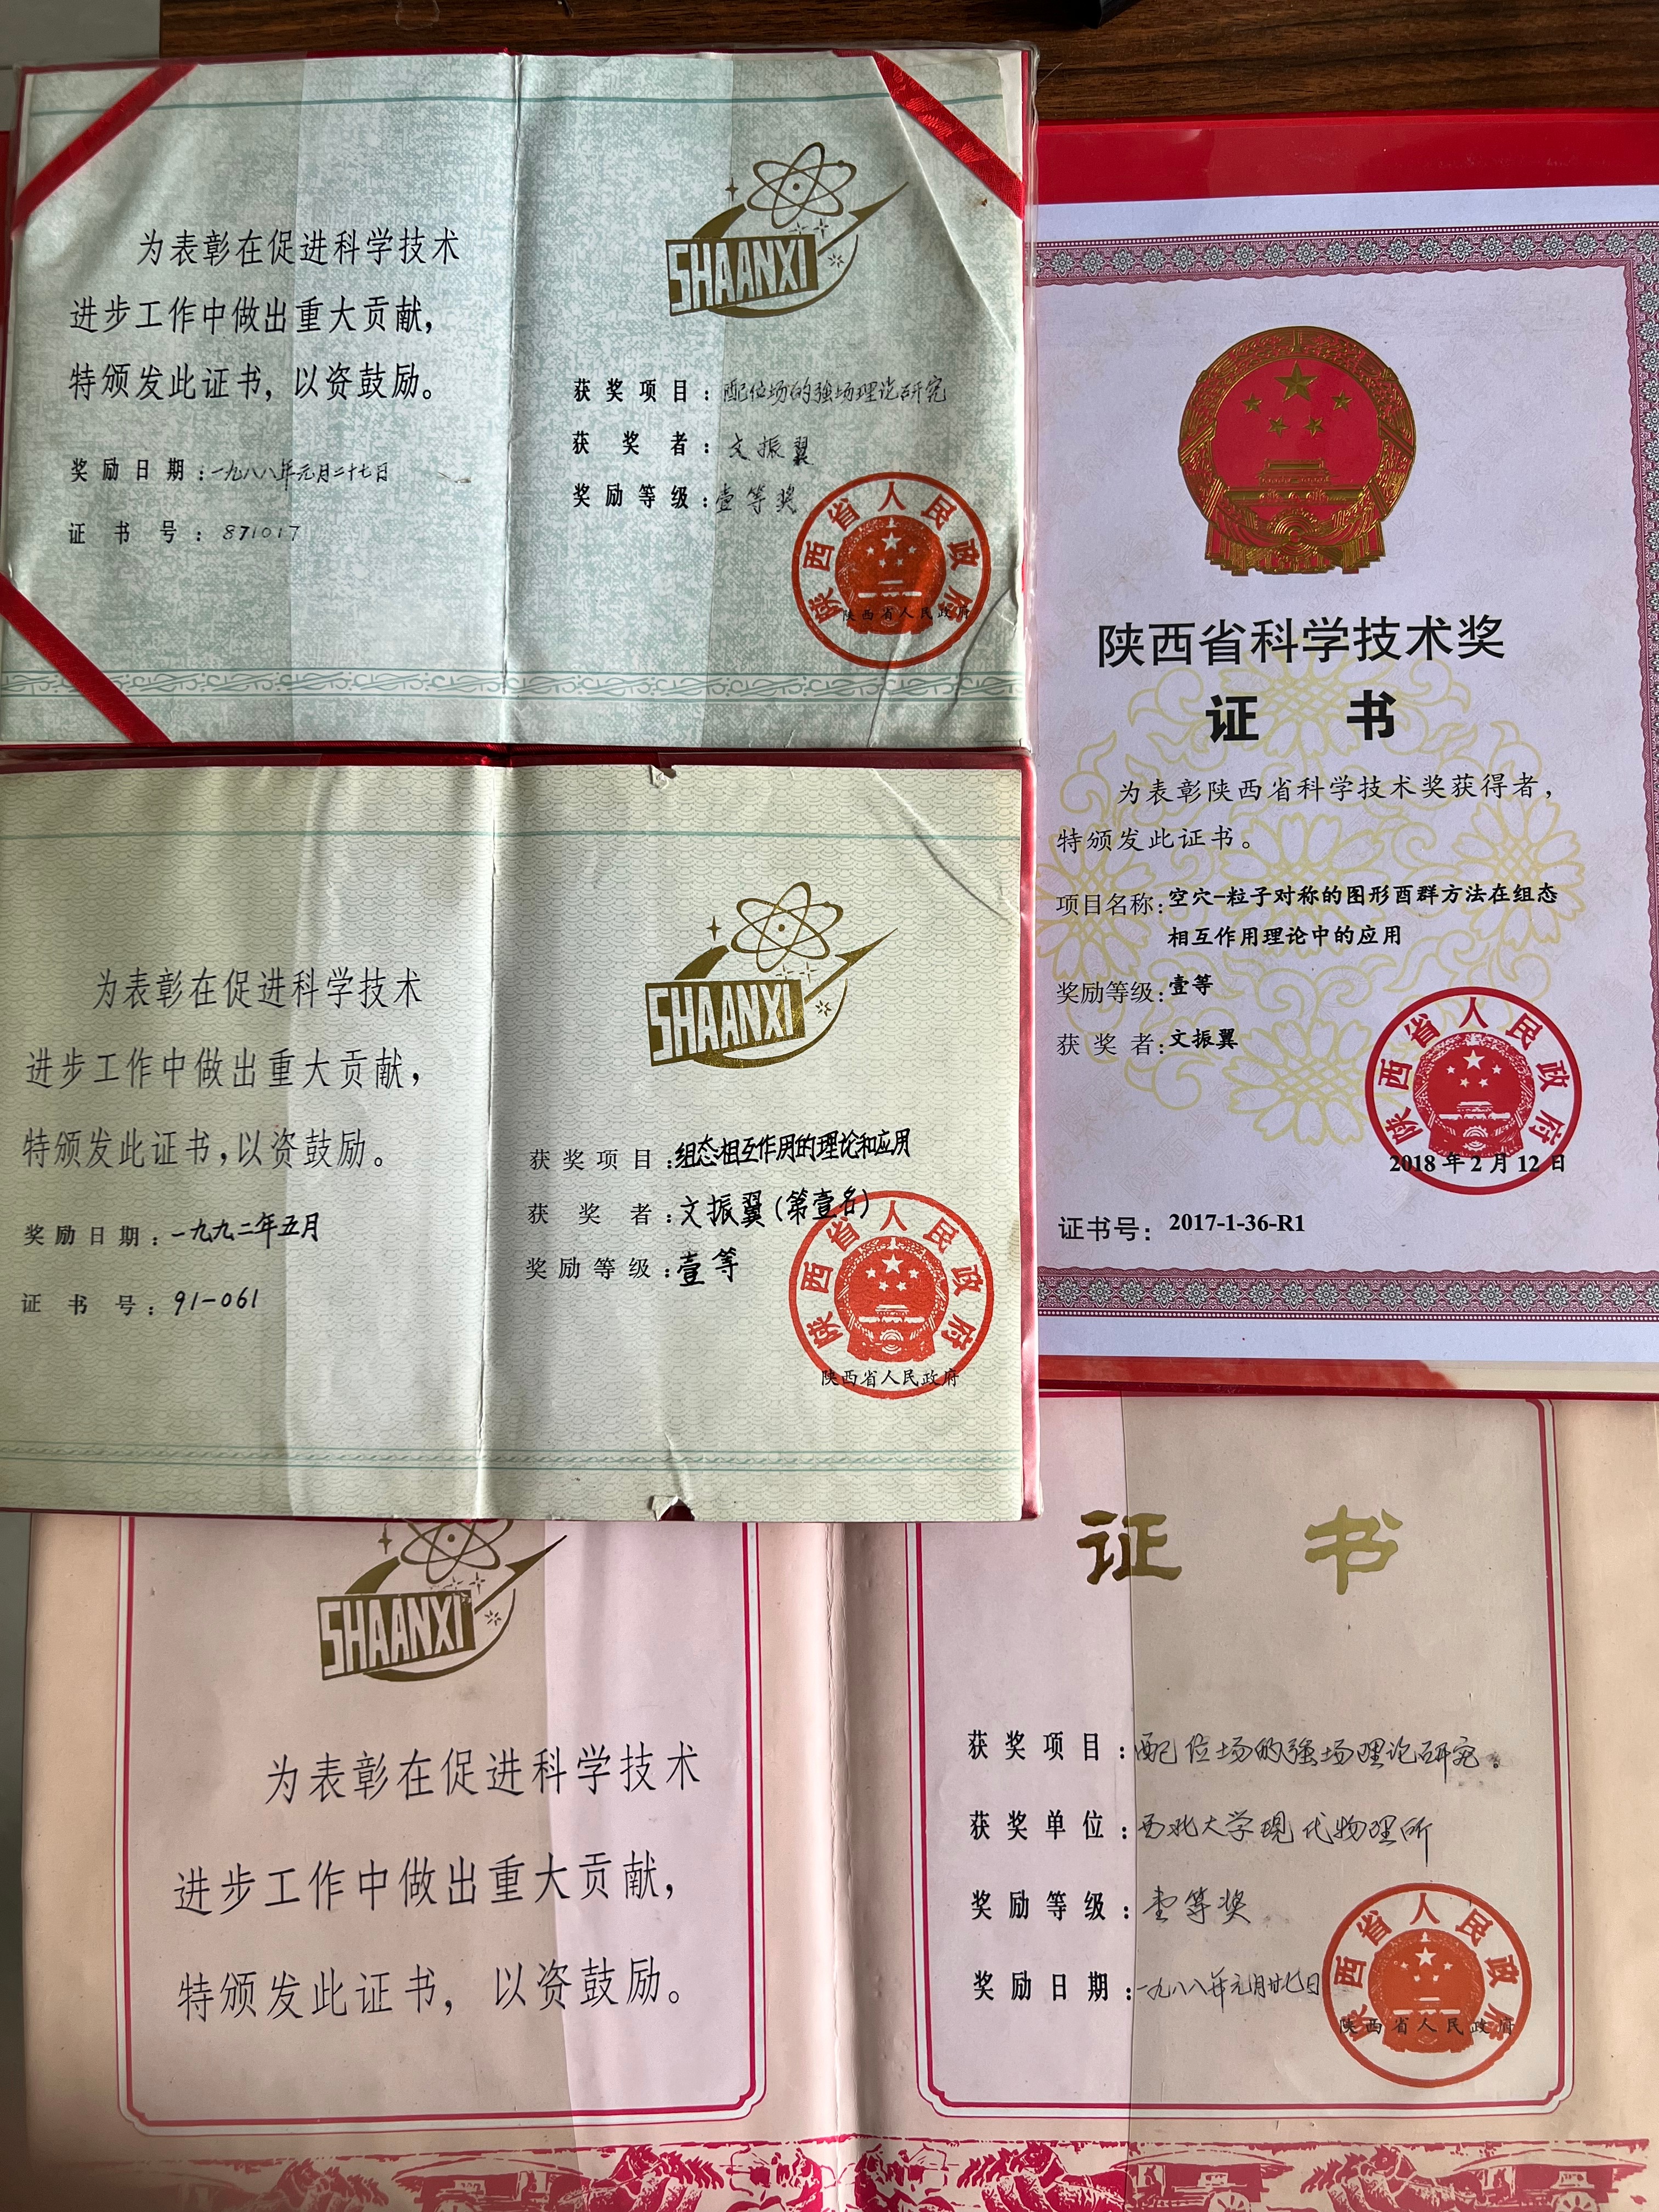 为表彰在促进科学技术
进步工作中做出重大贡献,
特颁发此证书, 以资鼓励。
奖励日期:一九八八年元月二十七日
证书号:871017
SHAANXI
获奖项目:配位场的强场理论研究
获奖者:文振翼
奖励等级:壹等奖
陕西省人民政府
陕西省人民政府
为表彰在促进科学技术
进步工作中做出重大贡献,
特颁发此证书,以资鼓励。
奖励日期:一九九二年五月
证书号:91-061
SHAANXI
获奖项目:组态相互作用的理论和应用
获奖者:文振翼(第壹名)
奖励等级:壹等
陕西省人民政府
陕西省人民政府
陕西省科学技术奖
证书
为表彰陕西省科学技术奖获得者,
特颁发此证书。
项目名称:空穴-粒子对称的图形酉群方法在组态
相互作用理论中的应用
奖励等级:壹等
获奖者:文振翼
陕西省人民政府
2018年2月12日
证书号:2017-1-36-R1
SHAANXI
为表彰在促进科学技术
进步工作中做出重大贡献,
特颁发此证书, 以资鼓励。
证书
获奖项目:配位场的强场理论研究。
获奖单位:西北大学现代物理所
奖励等级:壹等奖
奖励日期:一九八八年元月廿七日
陕西省人民政府
陕西省人民政府